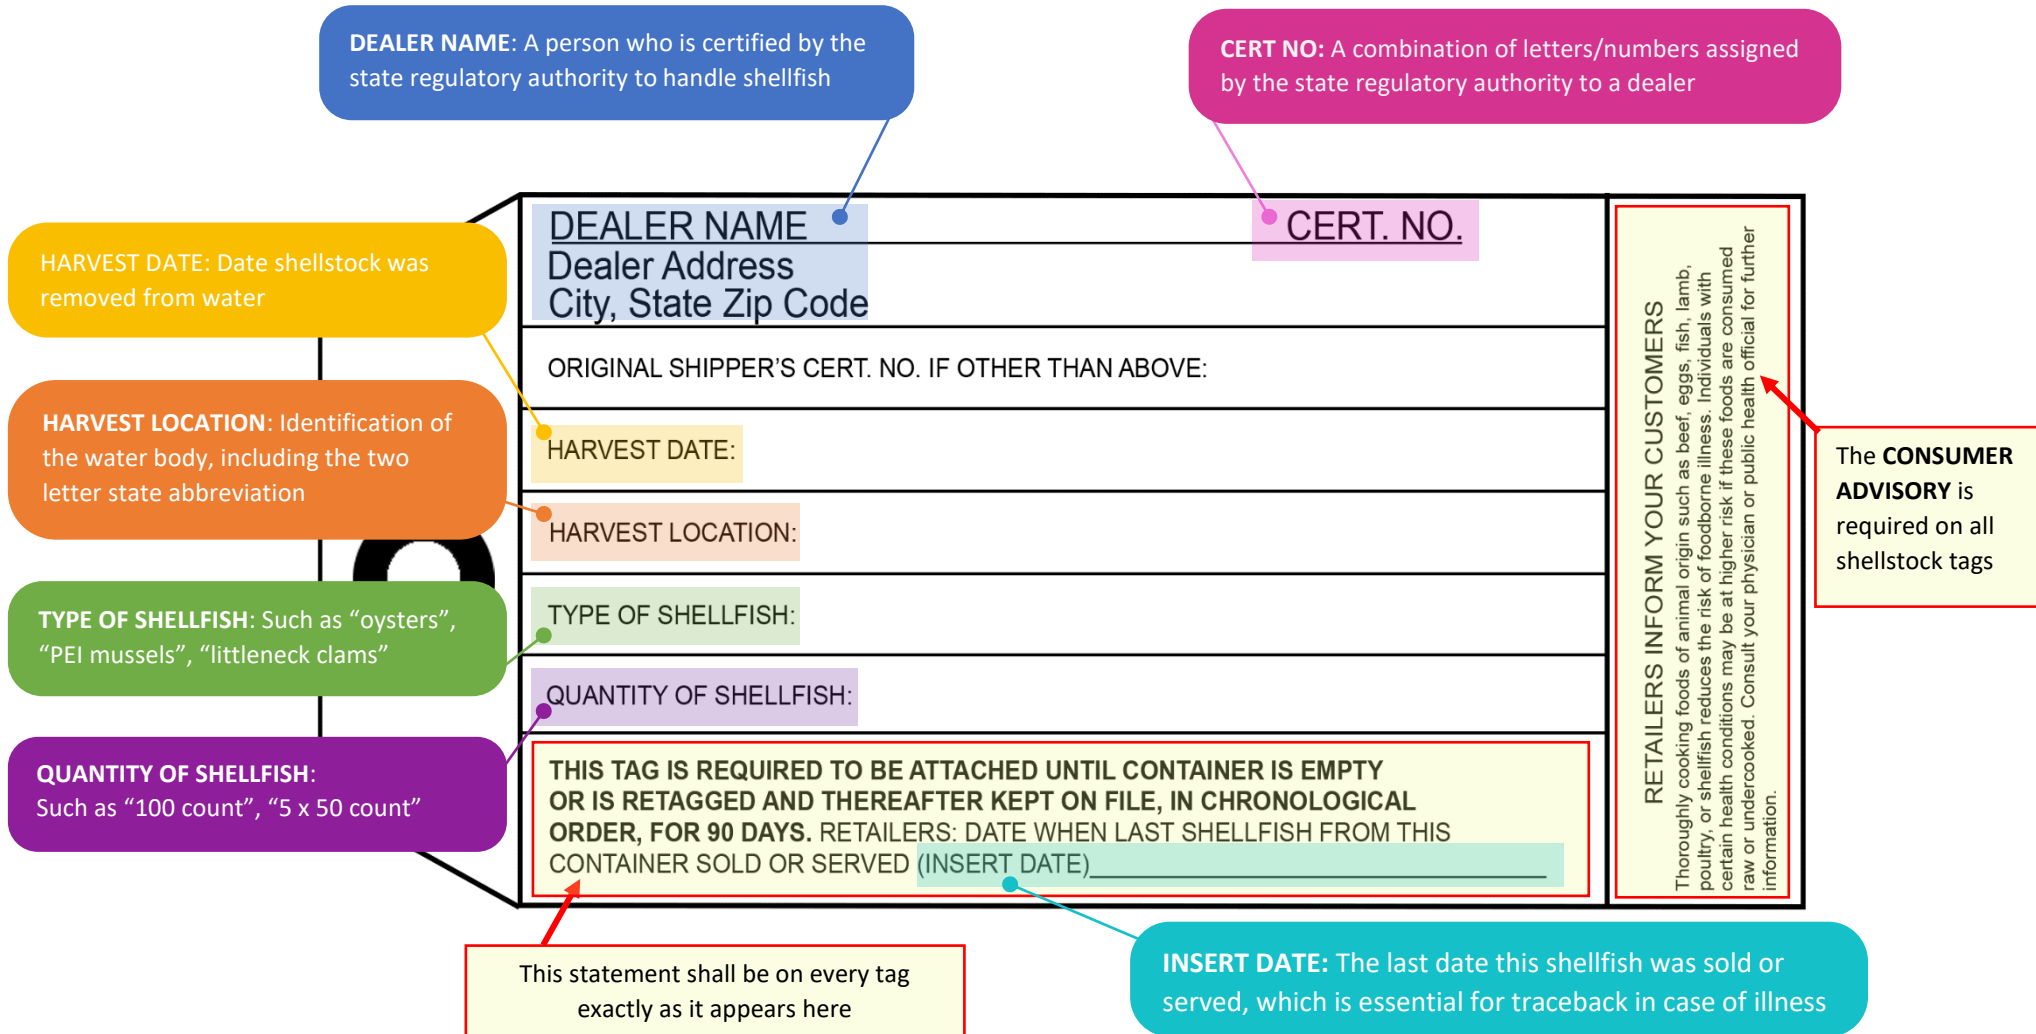 DEALER NAME: A person who is certified by the
state regulatory authority to handle shellfish
CERT NO: A combination of letters/numbers assigned
by the state regulatory authority to a dealer
HARVEST DATE: Date shellstock was
removed from water
HARVEST LOCATION: Identification of
the water body, including the two
letter state abbreviation
TYPE OF SHELLFISH: Such as “oysters”,
“PEI mussels”, “littleneck clams”
QUANTITY OF SHELLFISH:
Such as “100 count”, “5 x 50 count”
DEALER NAME
CERT. NO.
Dealer Address
City, State Zip Code
ORIGINAL SHIPPER’S CERT. NO. IF OTHER THAN ABOVE:
HARVEST DATE:
HARVEST LOCATION:
TYPE OF SHELLFISH:
QUANTITY OF SHELLFISH:
THIS TAG IS REQUIRED TO BE ATTACHED UNTIL CONTAINER IS EMPTY
OR IS RETAGGED AND THEREAFTER KEPT ON FILE, IN CHRONOLOGICAL
ORDER, FOR 90 DAYS. RETAILERS: DATE WHEN LAST SHELLFISH FROM THIS
CONTAINER SOLD OR SERVED (INSERT DATE)
RETAILERS INFORM YOUR CUSTOMERS
Thoroughly cooking foods of animal origin such as beef, eggs, fish, lamb,
poultry, or shellfish reduces the risk of foodborne illness. Individuals with
certain health conditions may be at higher risk if these foods are consumed
raw or undercooked. Consult your physician or public health official for further
information.
The CONSUMER
ADVISORY is
required on all
shellstock tags
This statement shall be on every tag
exactly as it appears here
INSERT DATE: The last date this shellfish was sold or
served, which is essential for traceback in case of illness